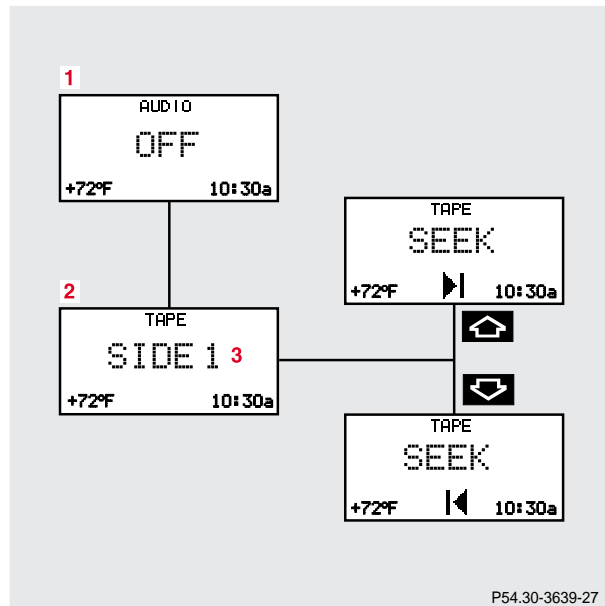 1
AUDIO
OFF
+72°F 10:30a
2
TAPE
SIDE 1 3
+72°F 10:30a
TAPE
SEEK
+72°F 10:30a
TAPE
SEEK
+72°F 10:30a
P54.30-3639-27